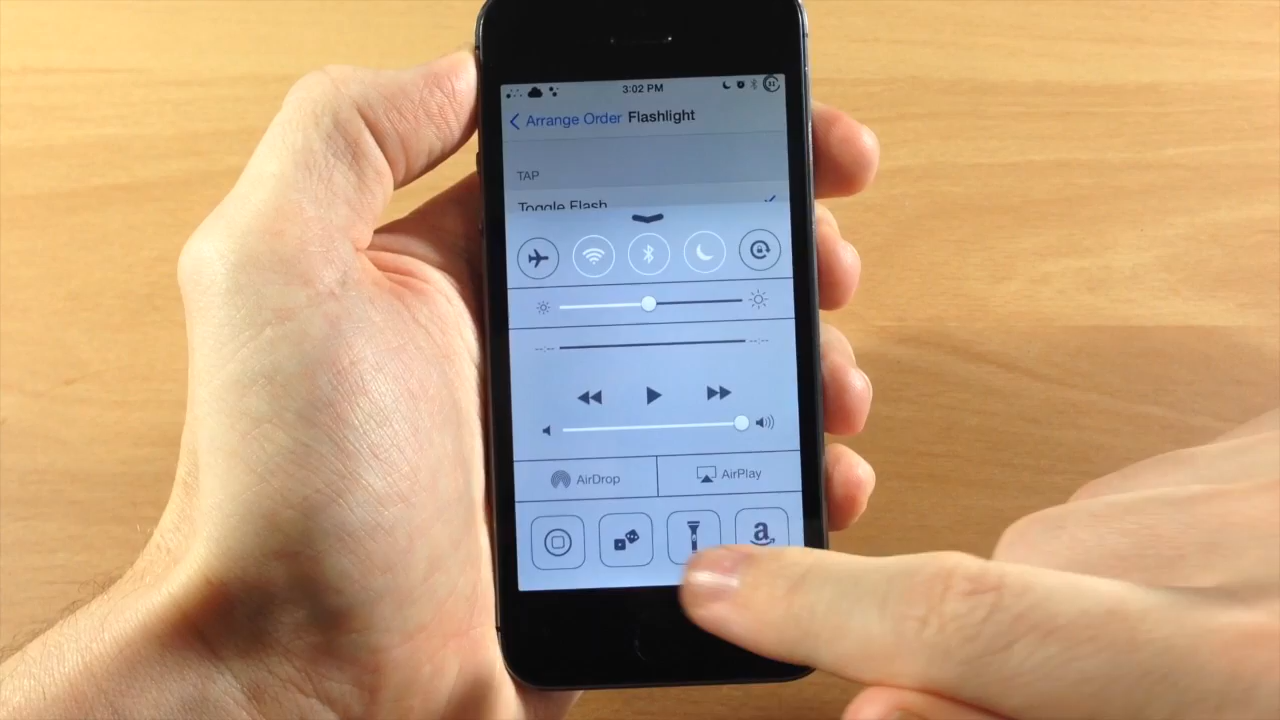 3:02 PM
Arrange Order Flashlight
TAP
Toggle Flash
--:-- --:--
AirDrop AirPlay
a